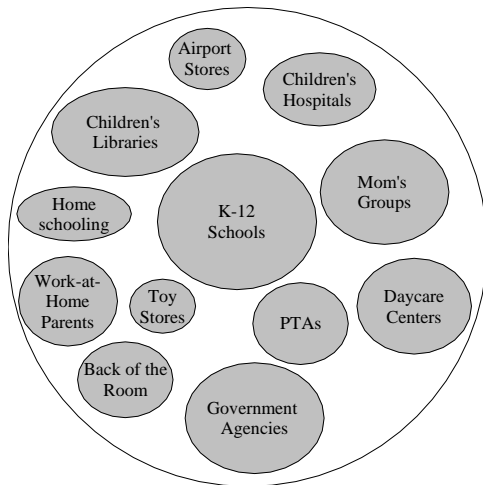 Airport
Stores
Children's
Hospitals
Children's
Libraries
Mom's
Groups
Home
schooling
K-12
Schools
Work-at-
Home
Parents
Toy
Stores
PTAs
Daycare
Centers
Back of the
Room
Government
Agencies